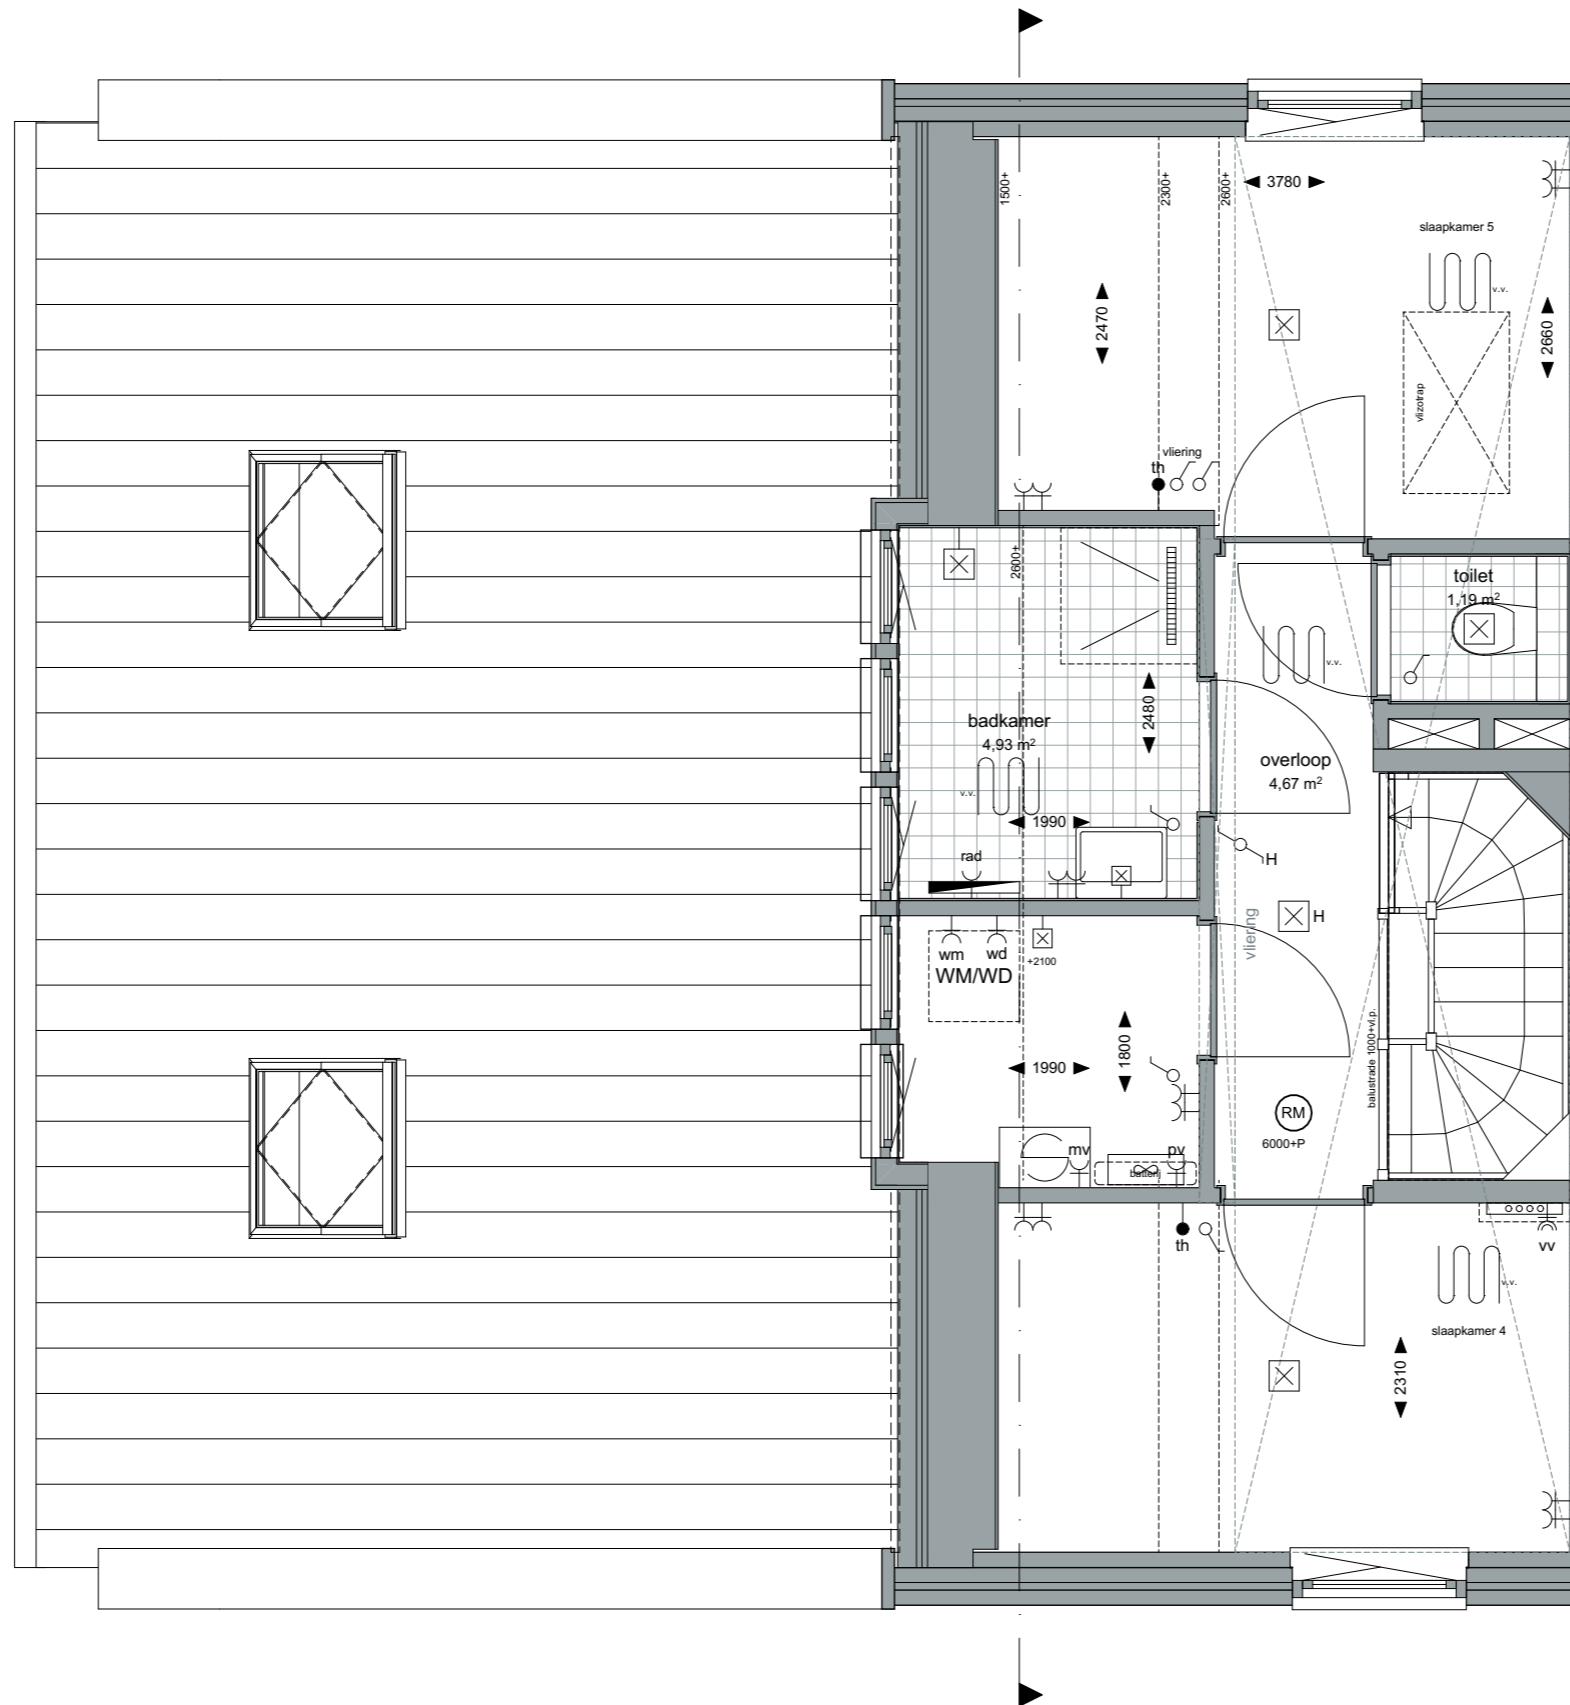 1500+
2300+
2600+
3780
slaapkamer 5
v.v.
2470
2660
vlizotrap
vliering
th
2600+
toilet
1,19 m²
v.v.
2480
badkamer
4,93 m²
overloop
4,67 m²
v.v.
1990
rad
H
H
vliering
wm
wd
+2100
WM/WD
1800
1990
balustrade 1000+vl.p.
RM
6000+P
mv
pv
batterij
th
vv
v.v.
slaapkamer 4
2310